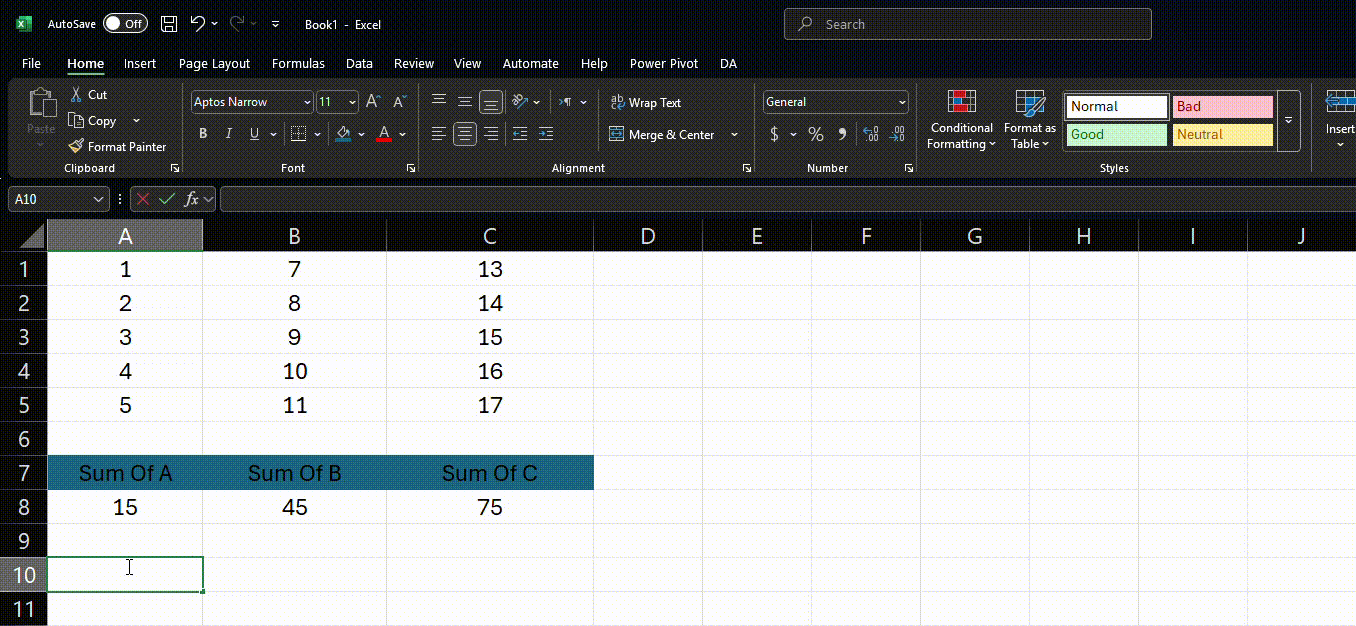 AutoSave Off Book1 - Excel Search
File Home Insert Page Layout Formulas Data Review View Automate Help Power Pivot DA
Paste Cut Copy Format Painter
Aptos Narrow 11 A A
B I U A
ab Wrap Text
Merge & Center
General
$ % 9 .00 .00
Conditional Formatting Format as Table
Normal Bad
Good Neutral
Insert
Clipboard Font Alignment Number Styles
A10 fx
A B C D E F G H I J
1 1 7 13
2 2 8 14
3 3 9 15
4 4 10 16
5 5 11 17
6
7 Sum Of A Sum Of B Sum Of C
8 15 45 75
9
10
11